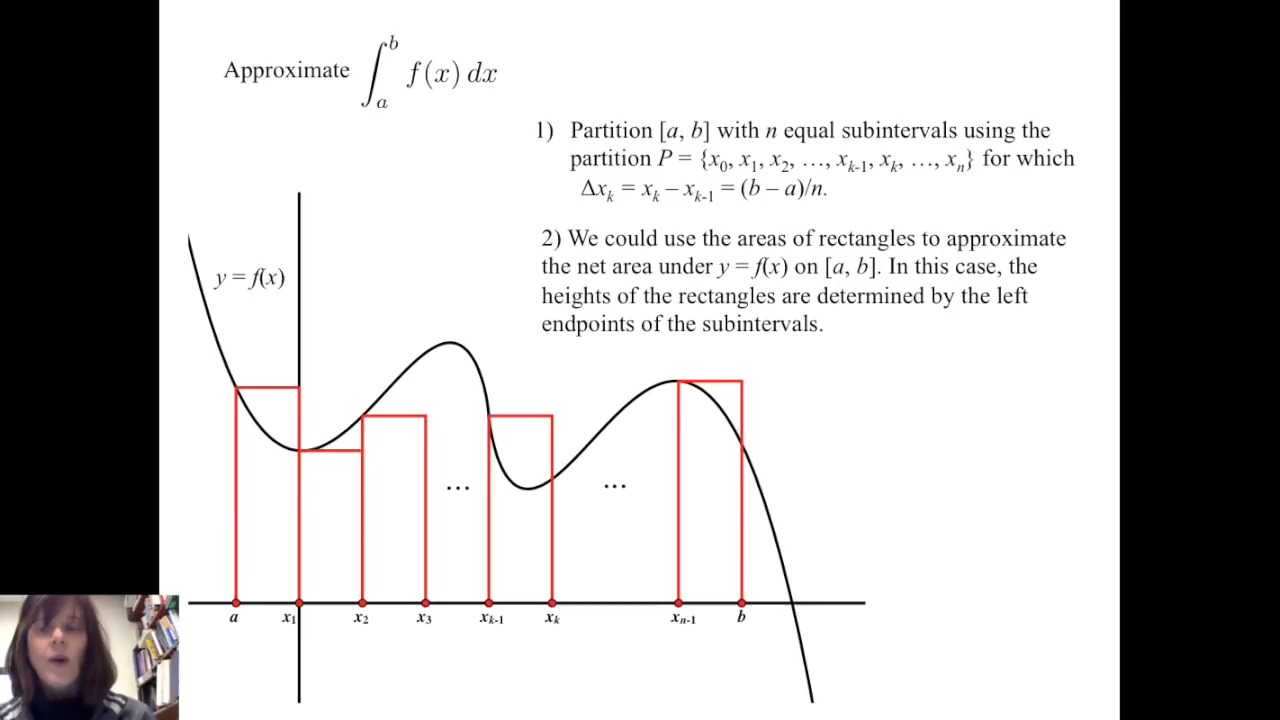 Approximate ∫_a^b f(x) dx
1) Partition [a, b] with n equal subintervals using the
partition P = {x₀, x₁, x₂, …, xₖ₋₁, xₖ, …, xₙ} for which
Δxₖ = xₖ – xₖ₋₁ = (b – a)/n.
2) We could use the areas of rectangles to approximate
the net area under y = f(x) on [a, b]. In this case, the
heights of the rectangles are determined by the left
endpoints of the subintervals.
y = f(x)
... ...
a x₁ x₂ x₃ xₖ₋₁ xₖ xₙ₋₁ b